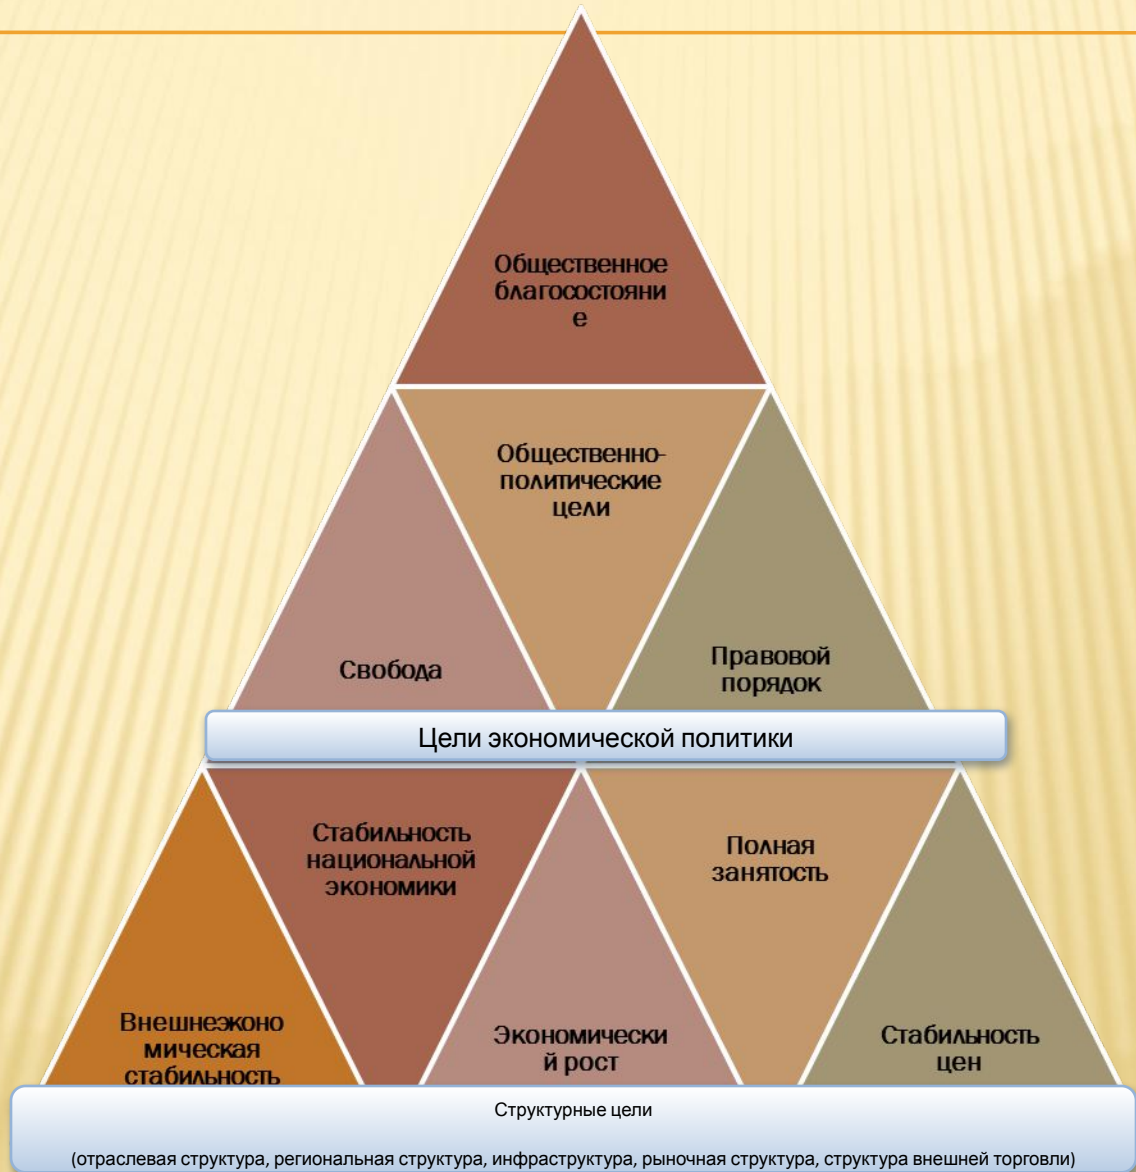 Общественное
благосостояни
е
Общественно-
политические
цели
Свобода
Правовой
порядок
Цели экономической политики
Стабильность
национальной
экономики
Полная
занятость
Внешнеэконо
мическая
стабильность
Экономически
й рост
Стабильность
цен
Структурные цели
(отраслевая структура, региональная структура, инфраструктура, рыночная структура, структура внешней торговли)